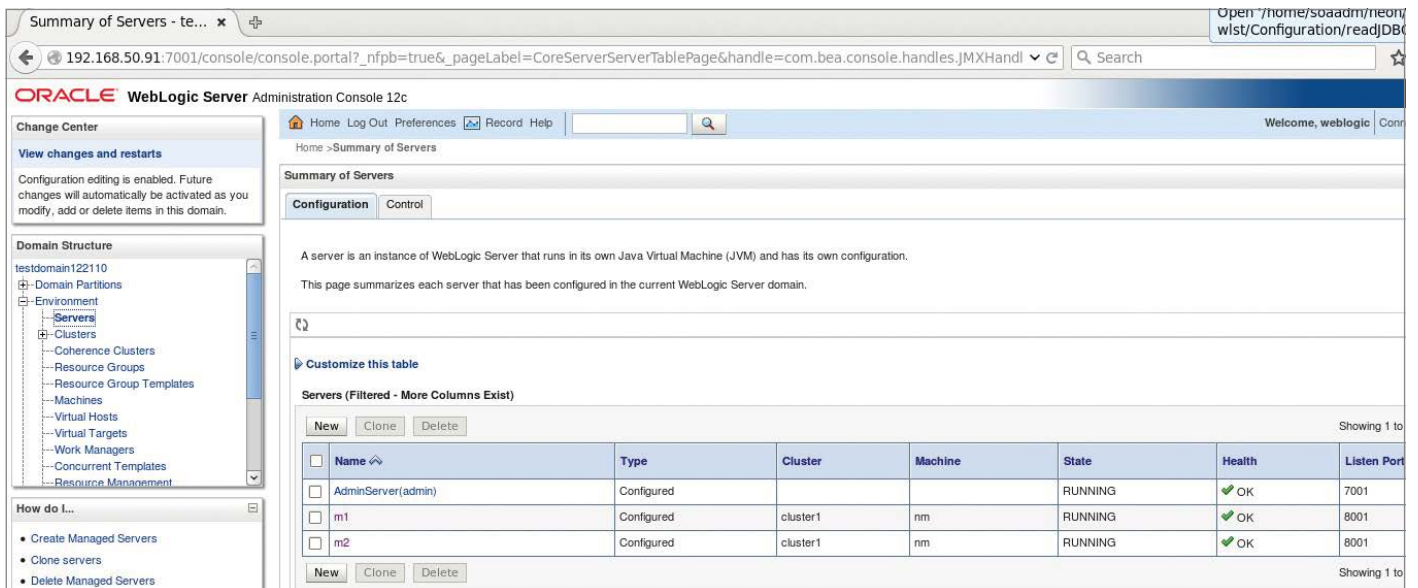 Summary of Servers - te... ×
Open "/home/soaadm/neon/
wlst/Configuration/readJDB
192.168.50.91:7001/console/console.portal?_nfpb=true&_pageLabel=CoreServerServerTablePage&handle=com.bea.console.handles.JMXHandl
Search
ORACLE WebLogic Server Administration Console 12c
Change Center
View changes and restarts
Configuration editing is enabled. Future
changes will automatically be activated as you
modify, add or delete items in this domain.
Domain Structure
testdomain122110
Domain Partitions
Environment
Servers
Clusters
Coherence Clusters
Resource Groups
Resource Group Templates
Machines
Virtual Hosts
Virtual Targets
Work Managers
Concurrent Templates
Resource Management
How do I...
Create Managed Servers
Clone servers
Delete Managed Servers
Home Log Out Preferences Record Help
Welcome, weblogic Conn
Home >Summary of Servers
Summary of Servers
Configuration Control
A server is an instance of WebLogic Server that runs in its own Java Virtual Machine (JVM) and has its own configuration.
This page summarizes each server that has been configured in the current WebLogic Server domain.
Customize this table
Servers (Filtered - More Columns Exist)
New Clone Delete Showing 1 to
Name Type Cluster Machine State Health Listen Port
AdminServer(admin) Configured RUNNING OK 7001
m1 Configured cluster1 nm RUNNING OK 8001
m2 Configured cluster1 nm RUNNING OK 8001
New Clone Delete Showing 1 to